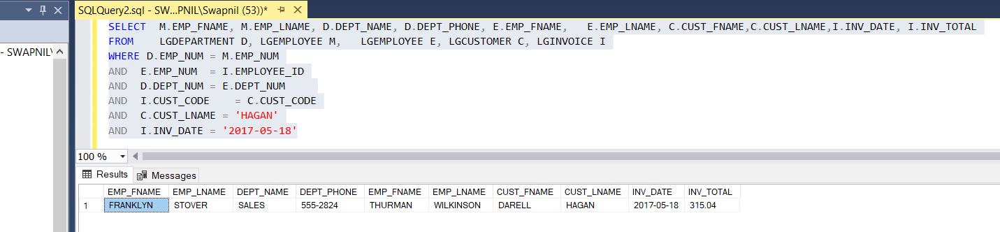 SQLQuery2.sql - SW...PNIL\Swapnil (53))*
SELECT M.EMP_FNAME, M.EMP_LNAME, D.DEPT_NAME, D.DEPT_PHONE, E.EMP_FNAME, E.EMP_LNAME, C.CUST_FNAME,C.CUST_LNAME,I.INV_DATE, I.INV_TOTAL
- SWAPNIL\
FROM LGDEPARTMENT D, LGEMPLOYEE M, LGEMPLOYEE E, LGCUSTOMER C, LGINVOICE I
WHERE D.EMP_NUM = M.EMP_NUM
AND E.EMP_NUM = I.EMPLOYEE_ID
AND D.DEPT_NUM = E.DEPT_NUM
AND I.CUST_CODE = C.CUST_CODE
AND C.CUST_LNAME = 'HAGAN'
AND I.INV_DATE = '2017-05-18'
100 %
Results Messages
EMP_FNAME EMP_LNAME DEPT_NAME DEPT_PHONE EMP_FNAME EMP_LNAME CUST_FNAME CUST_LNAME INV_DATE INV_TOTAL
1 FRANKLYN STOVER SALES 555-2824 THURMAN WILKINSON DARELL HAGAN 2017-05-18 315.04